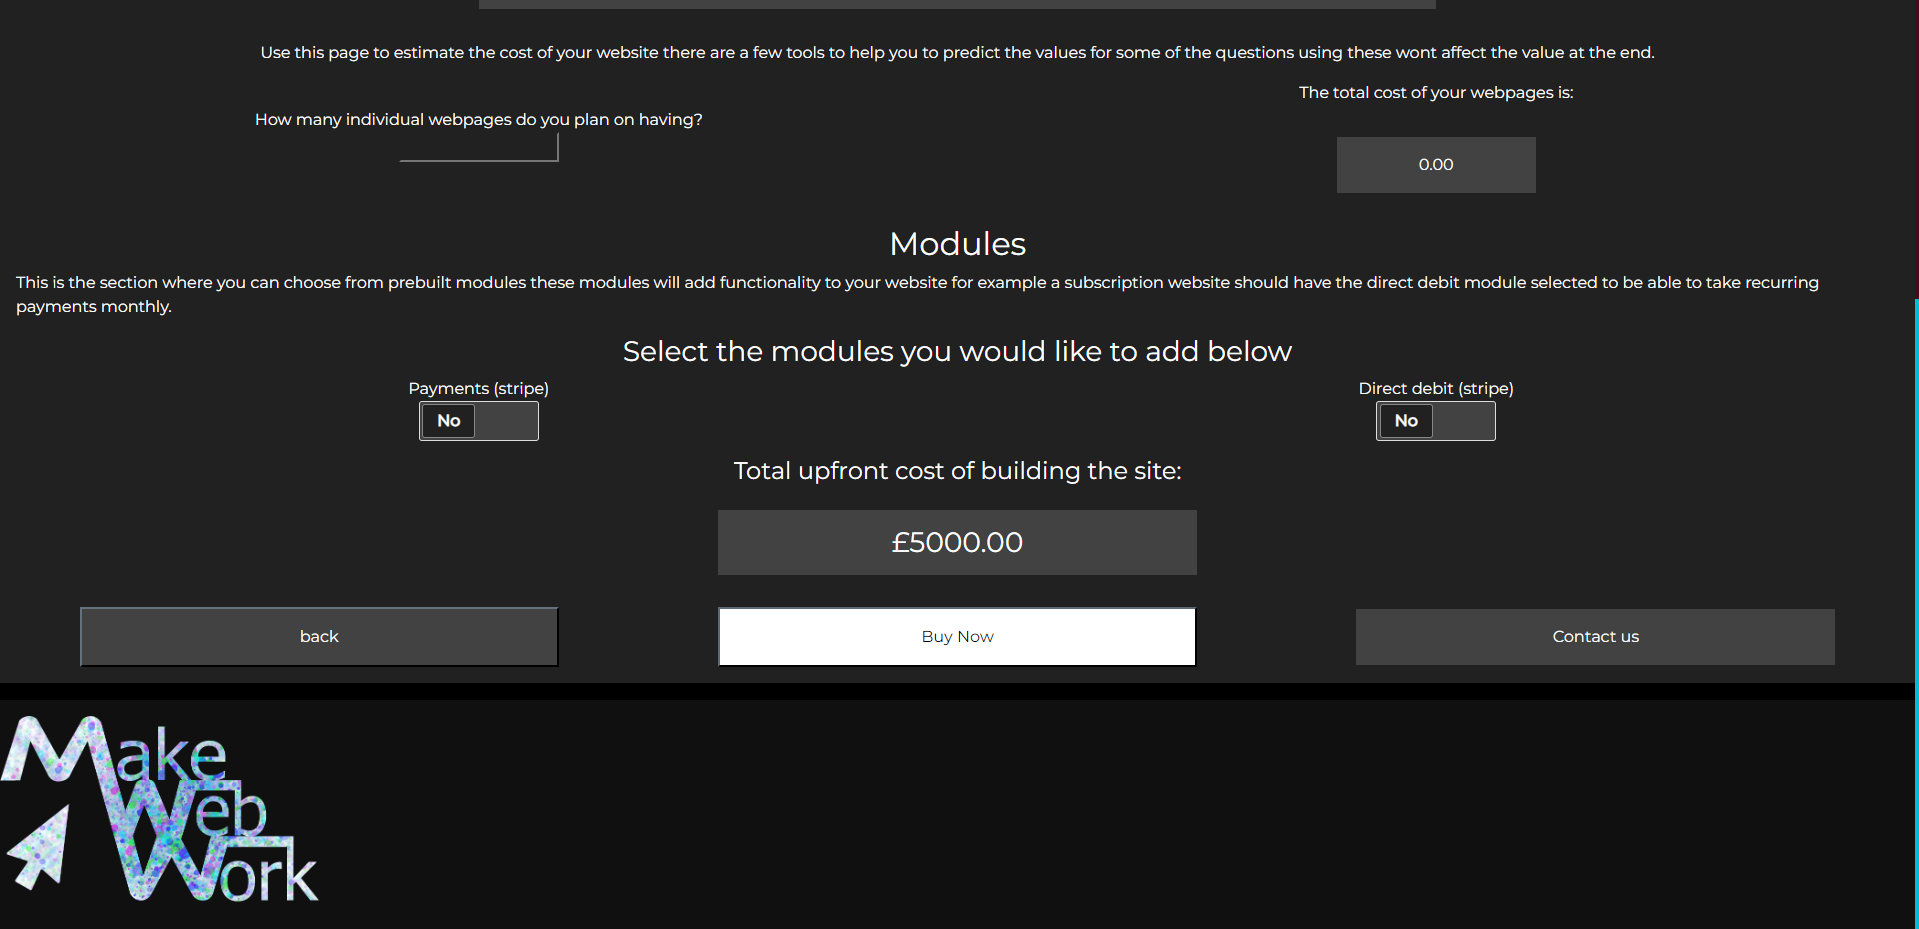 Use this page to estimate the cost of your website there are a few tools to help you to predict the values for some of the questions using these wont affect the value at the end.
How many individual webpages do you plan on having?
The total cost of your webpages is:
0.00
Modules
This is the section where you can choose from prebuilt modules these modules will add functionality to your website for example a subscription website should have the direct debit module selected to be able to take recurring
payments monthly.
Select the modules you would like to add below
Payments (stripe)
No
Direct debit (stripe)
No
Total upfront cost of building the site:
£5000.00
back
Buy Now
Contact us
Make
Web
Work